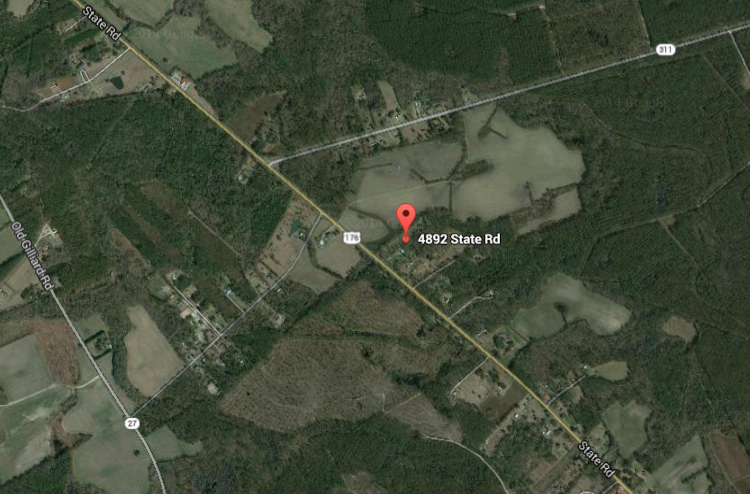 State Rd
311
176
4892 State Rd
Old Gilliard Rd
27
State Rd